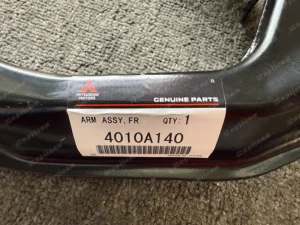 MITSUBISHI
MOTORS
GENUINE PARTS
ARM ASSY,FR QTY: 1
4010A140